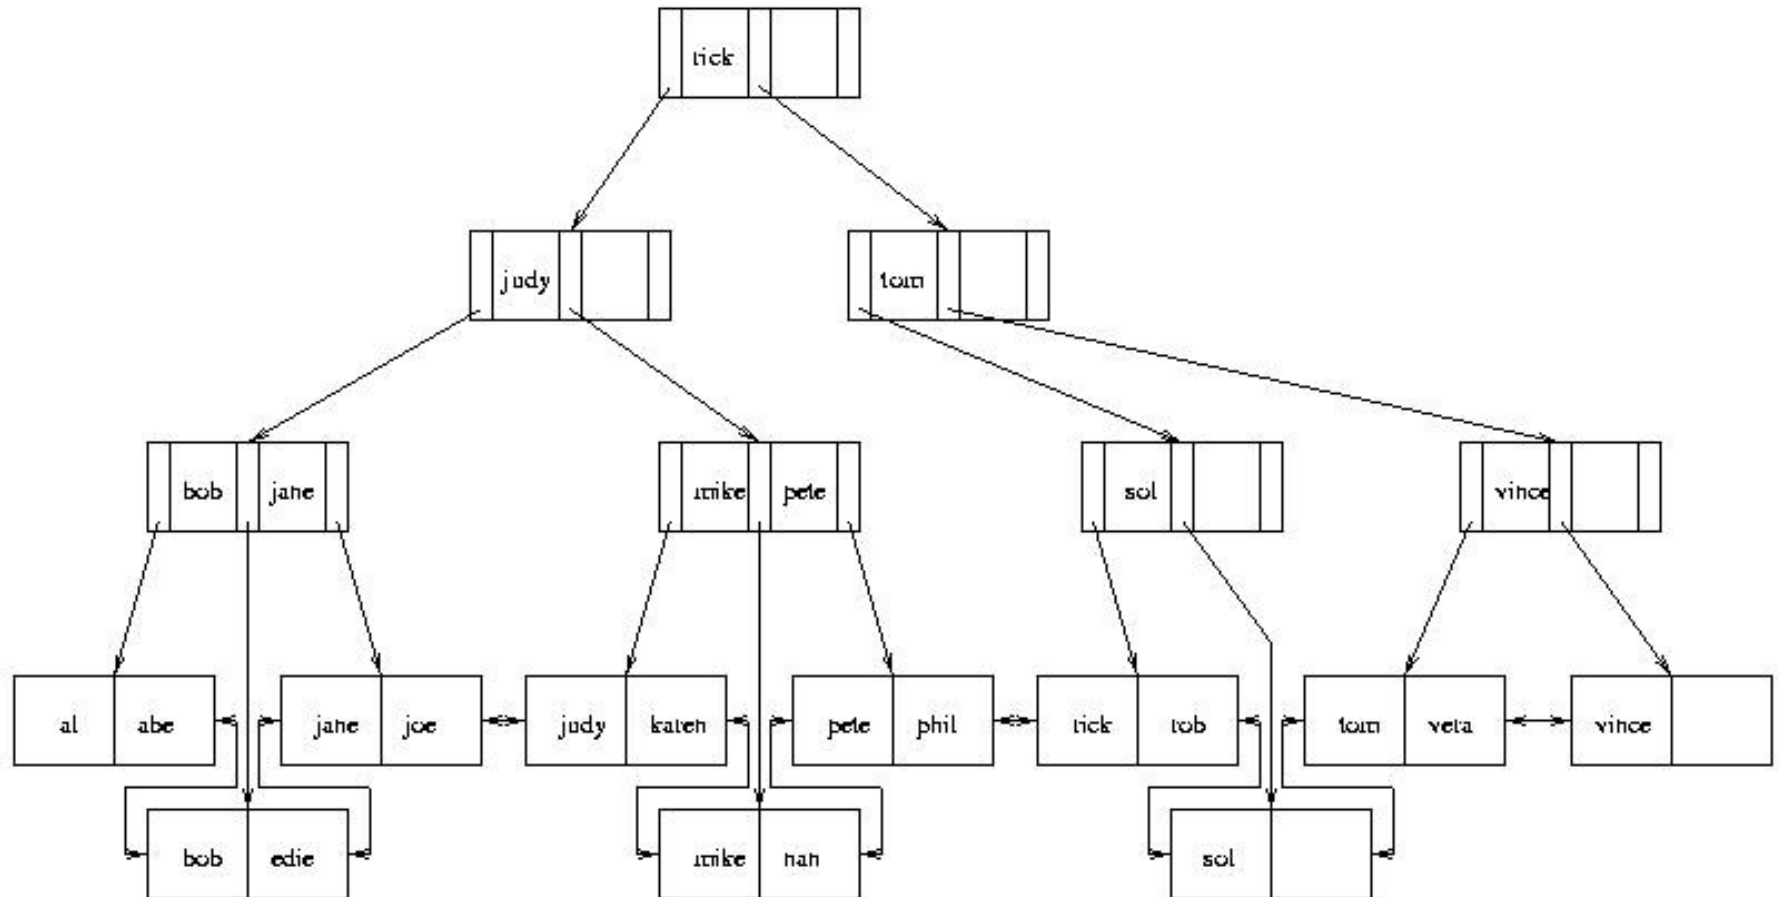 rick
judy tom
bob jane mike pete sol vince
al abe jane joe judy karen pete phil rick rob tom vera vince
bob edie mike nan sol